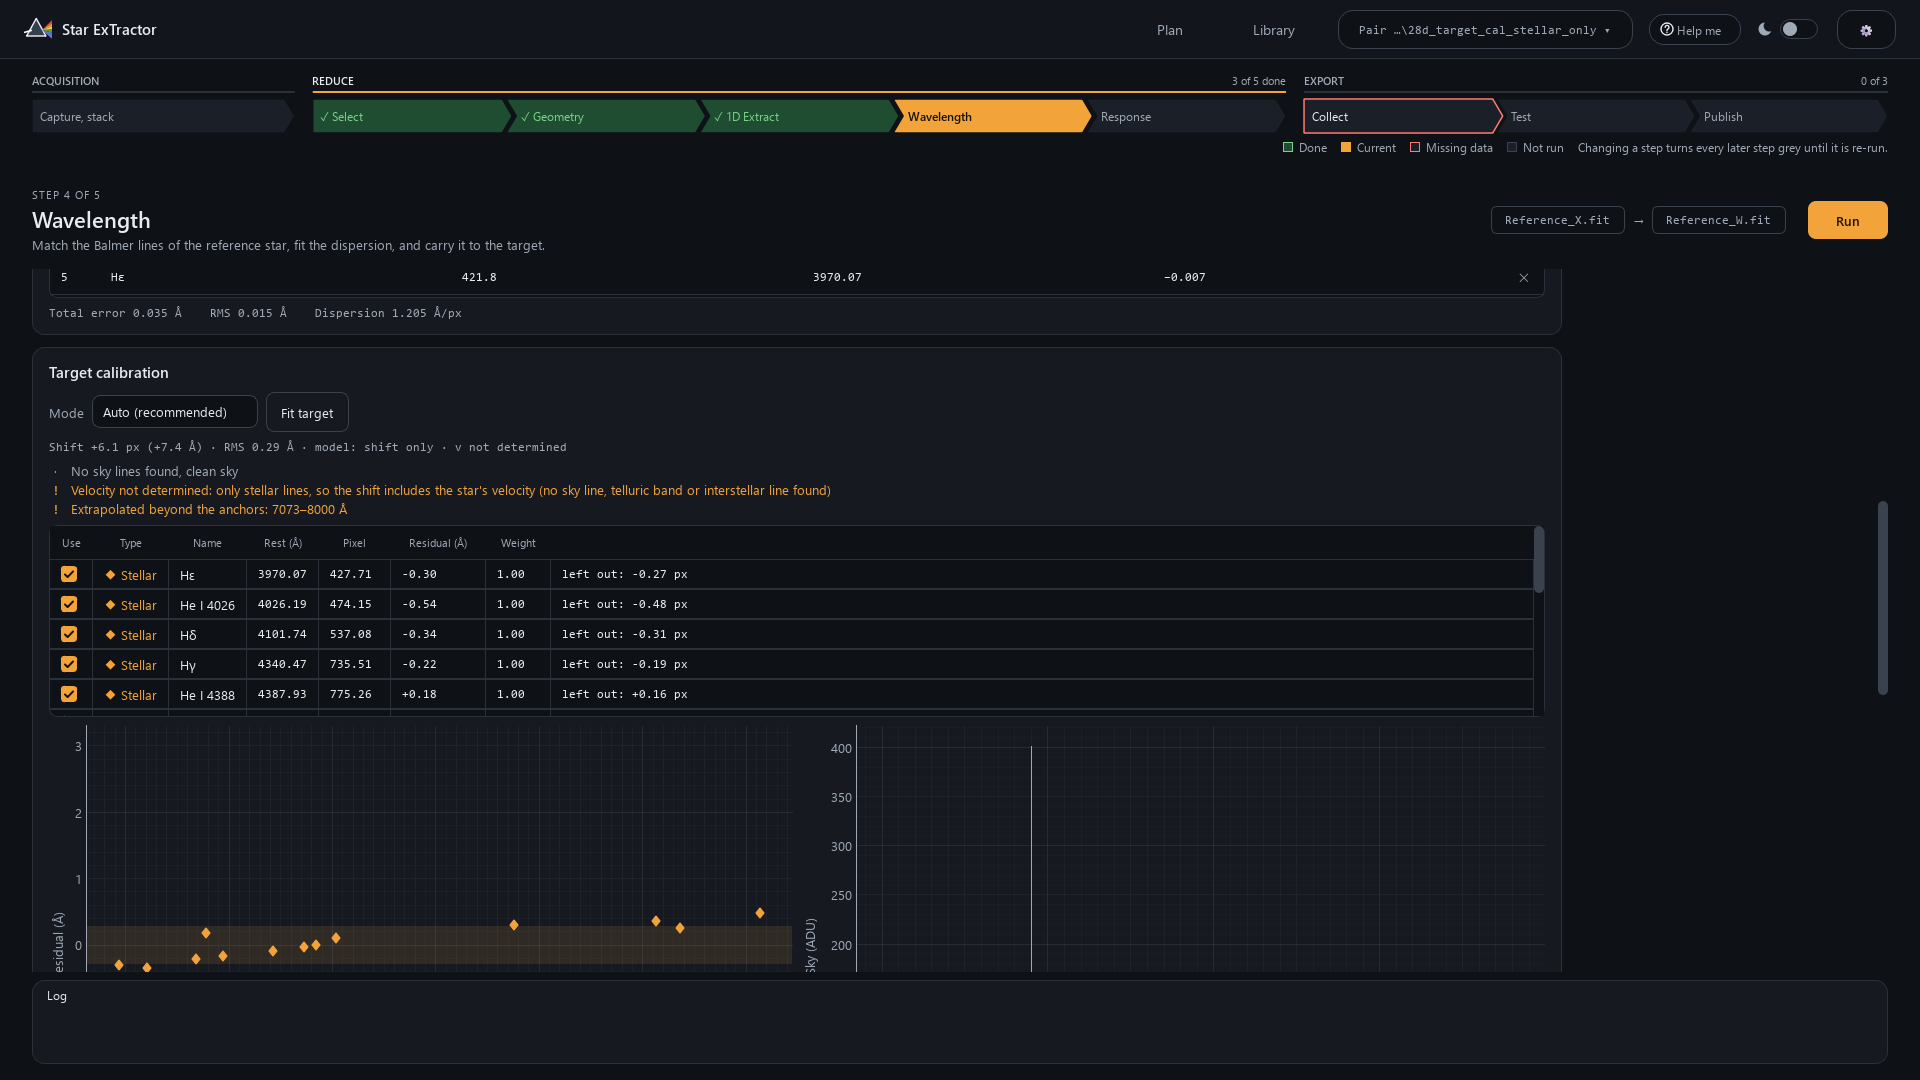 Star ExTractor
Plan
Library
Pair …\28d_target_cal_stellar_only ▾
Help me
ACQUISITION
REDUCE
3 of 5 done
EXPORT
0 of 3
Capture, stack
✓ Select
✓ Geometry
✓ 1D Extract
Wavelength
Response
Collect
Test
Publish
Done
Current
Missing data
Not run
Changing a step turns every later step grey until it is re-run.
STEP 4 OF 5
Wavelength
Match the Balmer lines of the reference star, fit the dispersion, and carry it to the target.
Reference_X.fit → Reference_W.fit
Run
5 Hε 421.8 3970.07 −0.007 ×
Total error 0.035 Å RMS 0.015 Å Dispersion 1.205 Å/px
Target calibration
Mode Auto (recommended) Fit target
Shift +6.1 px (+7.4 Å) · RMS 0.29 Å · model: shift only · v not determined
· No sky lines found, clean sky
! Velocity not determined: only stellar lines, so the shift includes the star's velocity (no sky line, telluric band or interstellar line found)
! Extrapolated beyond the anchors: 7073–8000 Å
Use Type Name Rest (Å) Pixel Residual (Å) Weight
◆ Stellar Hε 3970.07 427.71 -0.30 1.00 left out: -0.27 px
◆ Stellar He I 4026 4026.19 474.15 -0.54 1.00 left out: -0.48 px
◆ Stellar Hδ 4101.74 537.08 -0.34 1.00 left out: -0.31 px
◆ Stellar Hγ 4340.47 735.51 -0.22 1.00 left out: -0.19 px
◆ Stellar He I 4388 4387.93 775.26 +0.18 1.00 left out: +0.16 px
3
2
1
0
esidual (Å)
400
350
300
250
200
Sky (ADU)
Log